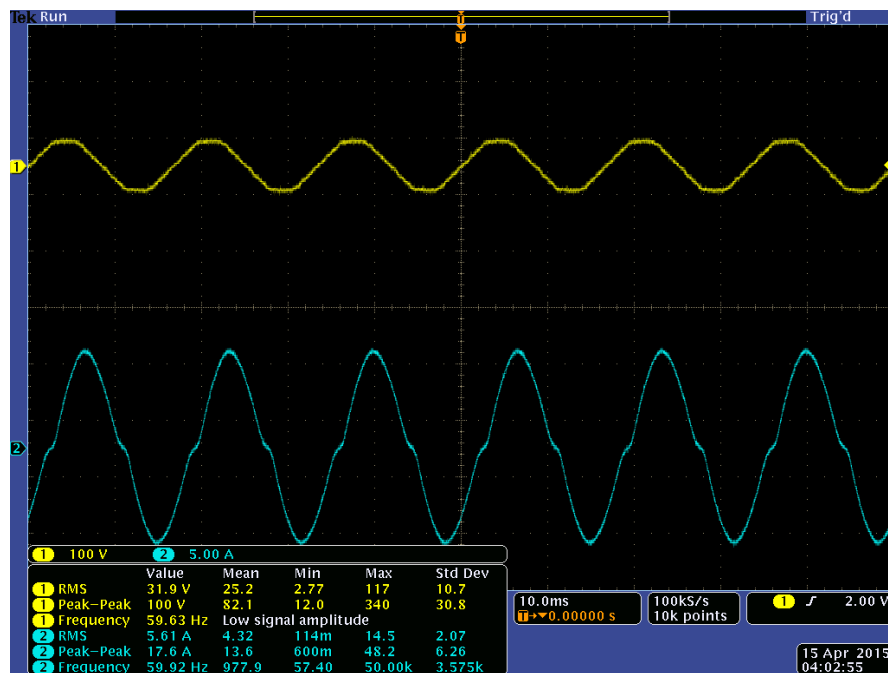 Tek Run Trig'd
T
T
1
2
1 100 V 2 5.00 A
Value Mean Min Max Std Dev
1 RMS 31.9 V 25.2 2.77 117 10.7
1 Peak-Peak 100 V 82.1 12.0 340 30.8
1 Frequency 59.63 Hz Low signal amplitude
2 RMS 5.61 A 4.32 114m 14.5 2.07
2 Peak-Peak 17.6 A 13.6 600m 48.2 6.26
2 Frequency 59.92 Hz 977.9 57.40 50.00k 3.575k
10.0ms
T→▼0.00000 s
100kS/s
10k points
1 ƒ 2.00 V
15 Apr 2015
04:02:55